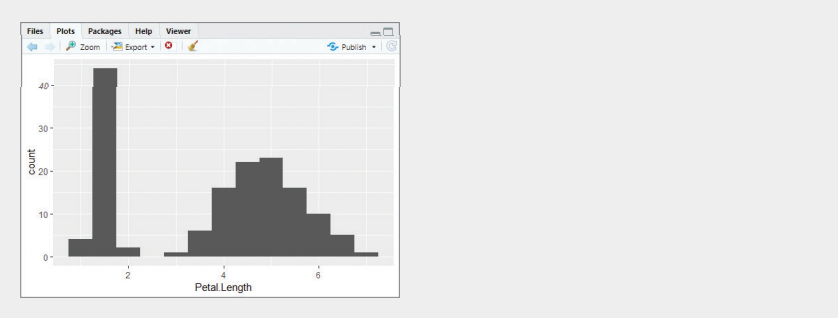 Files Plots Packages Help Viewer
Zoom Export Publish
40
30
20
10
0
count
2 4 6
Petal.Length